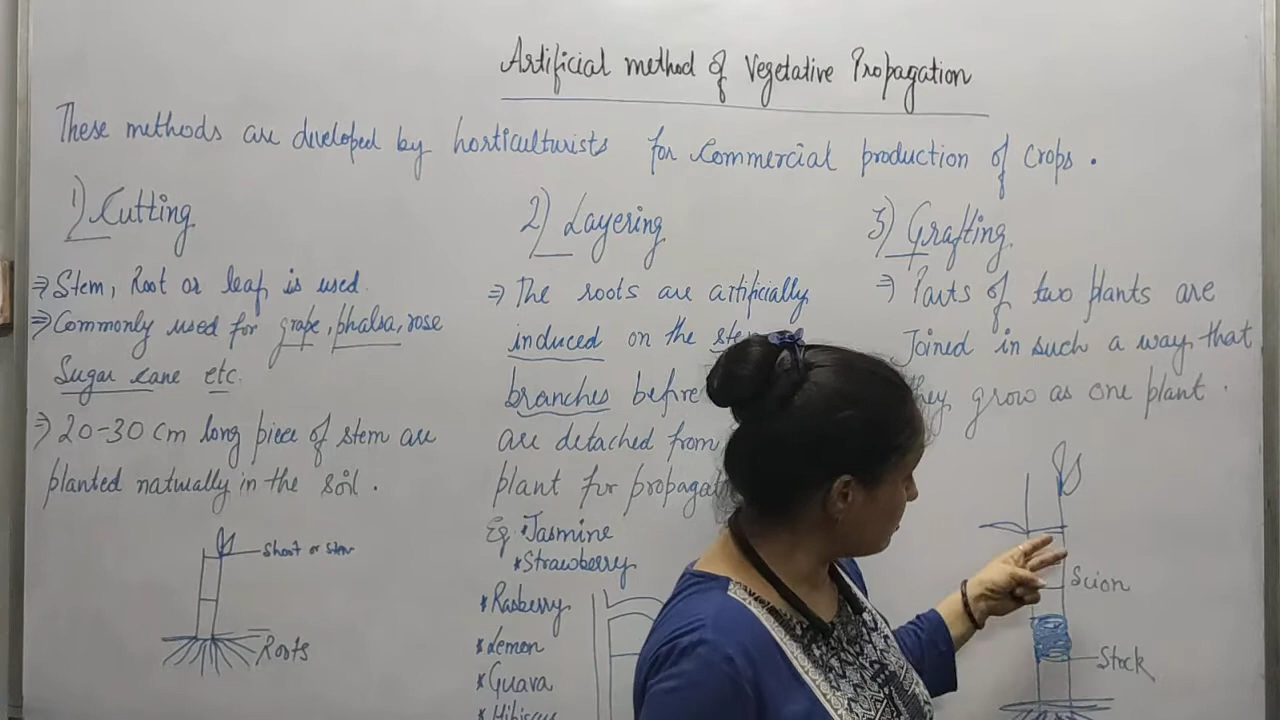 Artificial method of Vegetative Propagation
These methods are developed by horticulturists for Commercial production of crops.
1) Cutting
⇒ Stem, Root or leaf is used.
⇒ Commonly used for grape, phalsa, rose
Sugar cane etc.
⇒ 20-30 cm long piece of stem are
planted naturally in the soil.
Shoot or stem
Roots
2) Layering
⇒ The roots are artificially
induced on the
branches before
are detached from
plant for
Eg. *Jasmine
*Strawberry
*Rasberry
*Lemon
*Guava
*Hibiscus
3) Grafting
⇒ Parts of two plants are
Joined in such a way that
they grow as one plant.
Scion
Stock